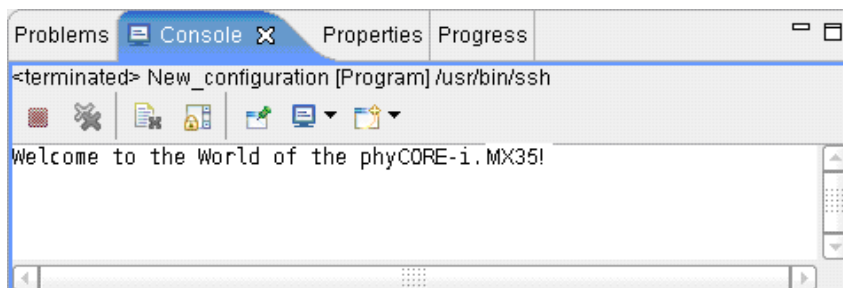 Problems Console Properties Progress
<terminated> New_configuration [Program] /usr/bin/ssh
Welcome to the World of the phyCORE-i.MX35!